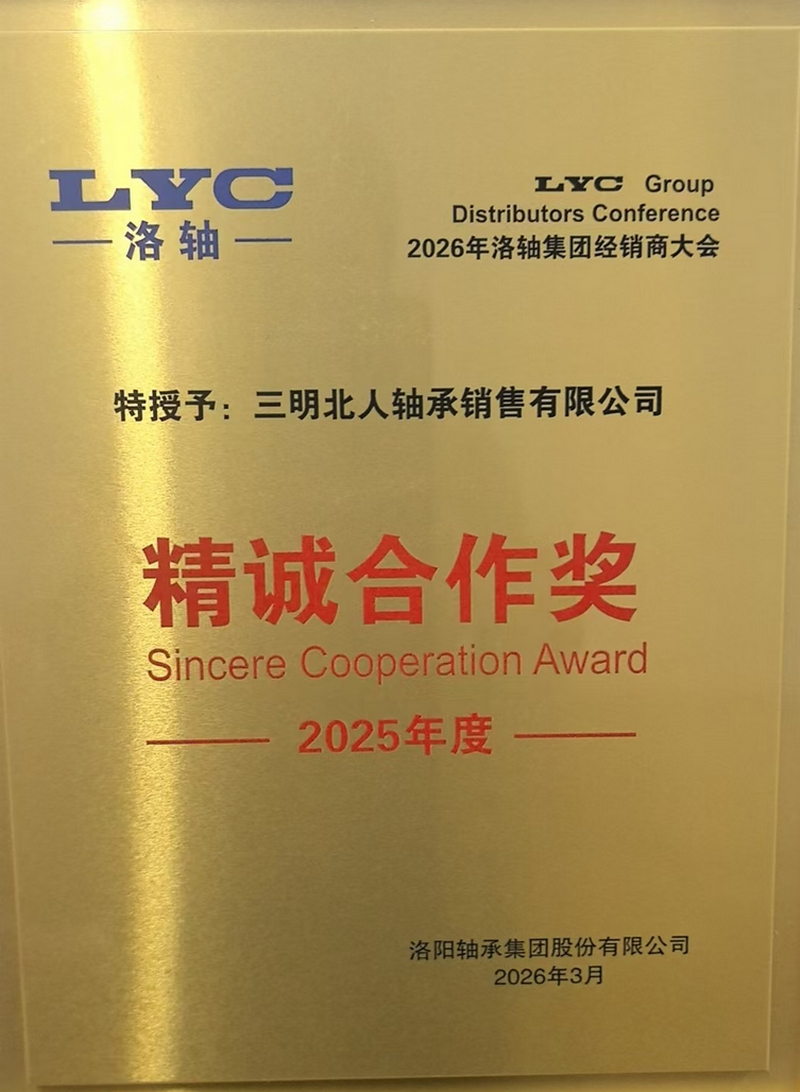 LYC
洛轴
LYC Group
Distributors Conference
2026年洛轴集团经销商大会
特授予：三明北人轴承销售有限公司
精诚合作奖
Sincere Cooperation Award
2025年度
洛阳轴承集团股份有限公司
2026年3月